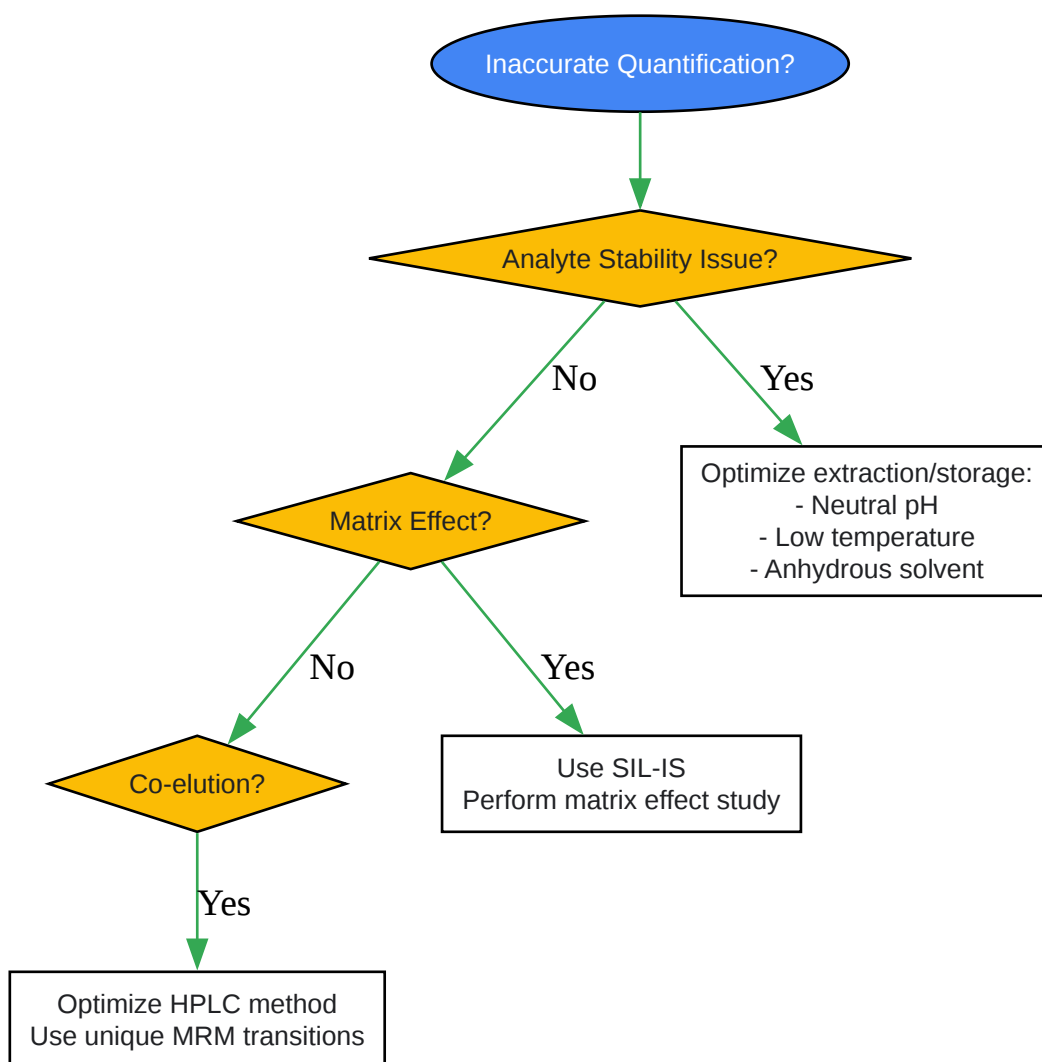 Inaccurate Quantification?
Analyte Stability Issue?
No
Yes
Optimize extraction/storage:
- Neutral pH
- Low temperature
- Anhydrous solvent
Matrix Effect?
No
Yes
Use SIL-IS
Perform matrix effect study
Co-elution?
Yes
Optimize HPLC method
Use unique MRM transitions